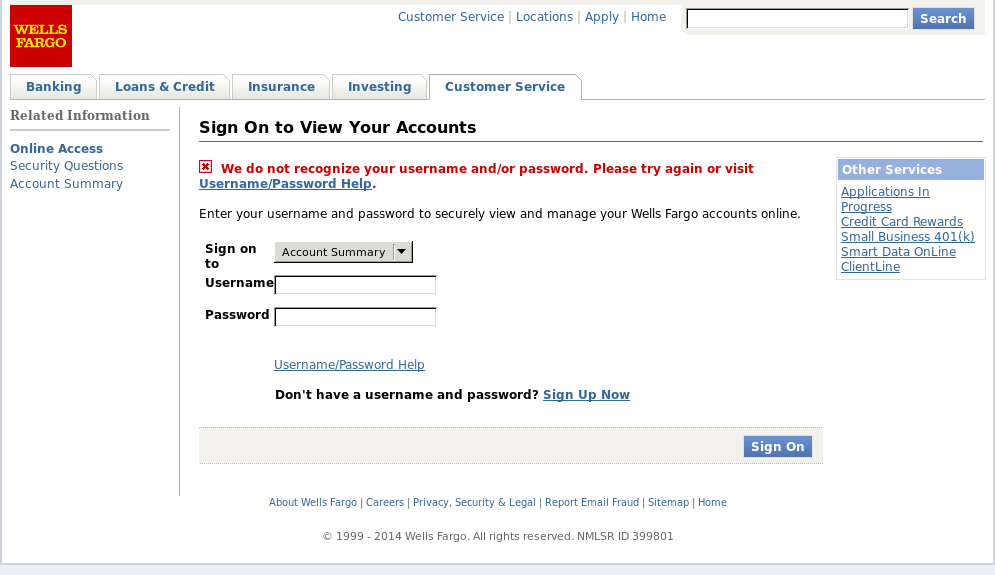 WELLS
FARGO
Customer Service | Locations | Apply | Home
Search
Banking
Loans & Credit
Insurance
Investing
Customer Service
Related Information
Online Access
Security Questions
Account Summary
Sign On to View Your Accounts
We do not recognize your username and/or password. Please try again or visit
Username/Password Help.
Enter your username and password to securely view and manage your Wells Fargo accounts online.
Sign on
to
Account Summary
Username
Password
Username/Password Help
Don't have a username and password? Sign Up Now
Sign On
Other Services
Applications In
Progress
Credit Card Rewards
Small Business 401(k)
Smart Data OnLine
ClientLine
About Wells Fargo | Careers | Privacy, Security & Legal | Report Email Fraud | Sitemap | Home
© 1999 - 2014 Wells Fargo. All rights reserved. NMLSR ID 399801